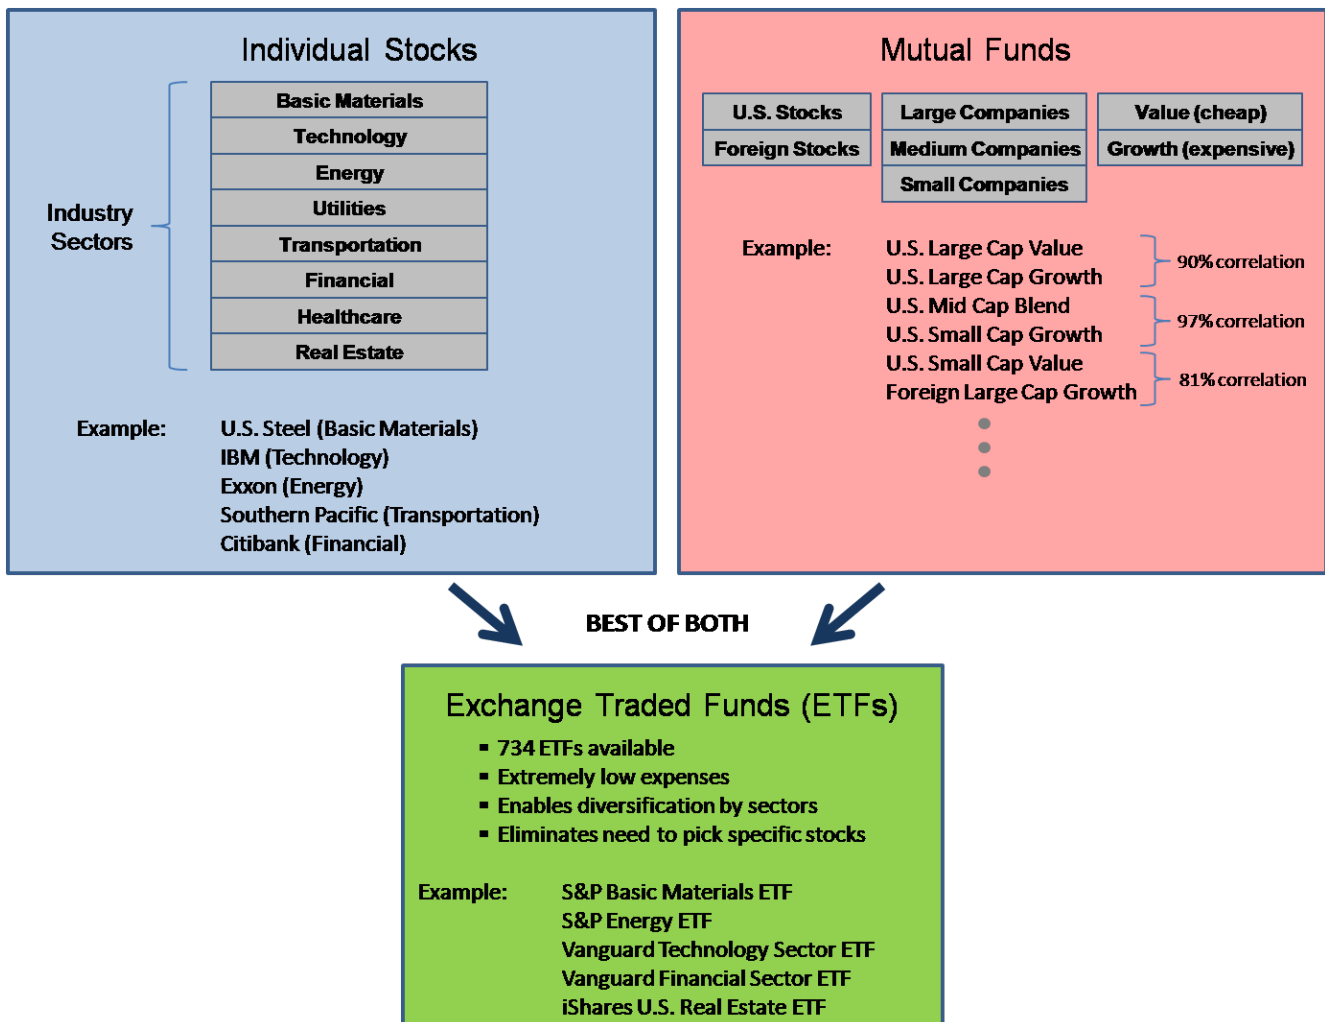 Individual Stocks
Basic Materials
Technology
Energy
Utilities
Transportation
Financial
Healthcare
Real Estate
Industry
Sectors
Example:
U.S. Steel (Basic Materials)
IBM (Technology)
Exxon (Energy)
Southern Pacific (Transportation)
Citibank (Financial)
Mutual Funds
U.S. Stocks
Foreign Stocks
Large Companies
Medium Companies
Small Companies
Value (cheap)
Growth (expensive)
Example:
U.S. Large Cap Value
U.S. Large Cap Growth
90% correlation
U.S. Mid Cap Blend
U.S. Small Cap Growth
97% correlation
U.S. Small Cap Value
Foreign Large Cap Growth
81% correlation
BEST OF BOTH
Exchange Traded Funds (ETFs)
▪ 734 ETFs available
▪ Extremely low expenses
▪ Enables diversification by sectors
▪ Eliminates need to pick specific stocks
Example:
S&P Basic Materials ETF
S&P Energy ETF
Vanguard Technology Sector ETF
Vanguard Financial Sector ETF
iShares U.S. Real Estate ETF